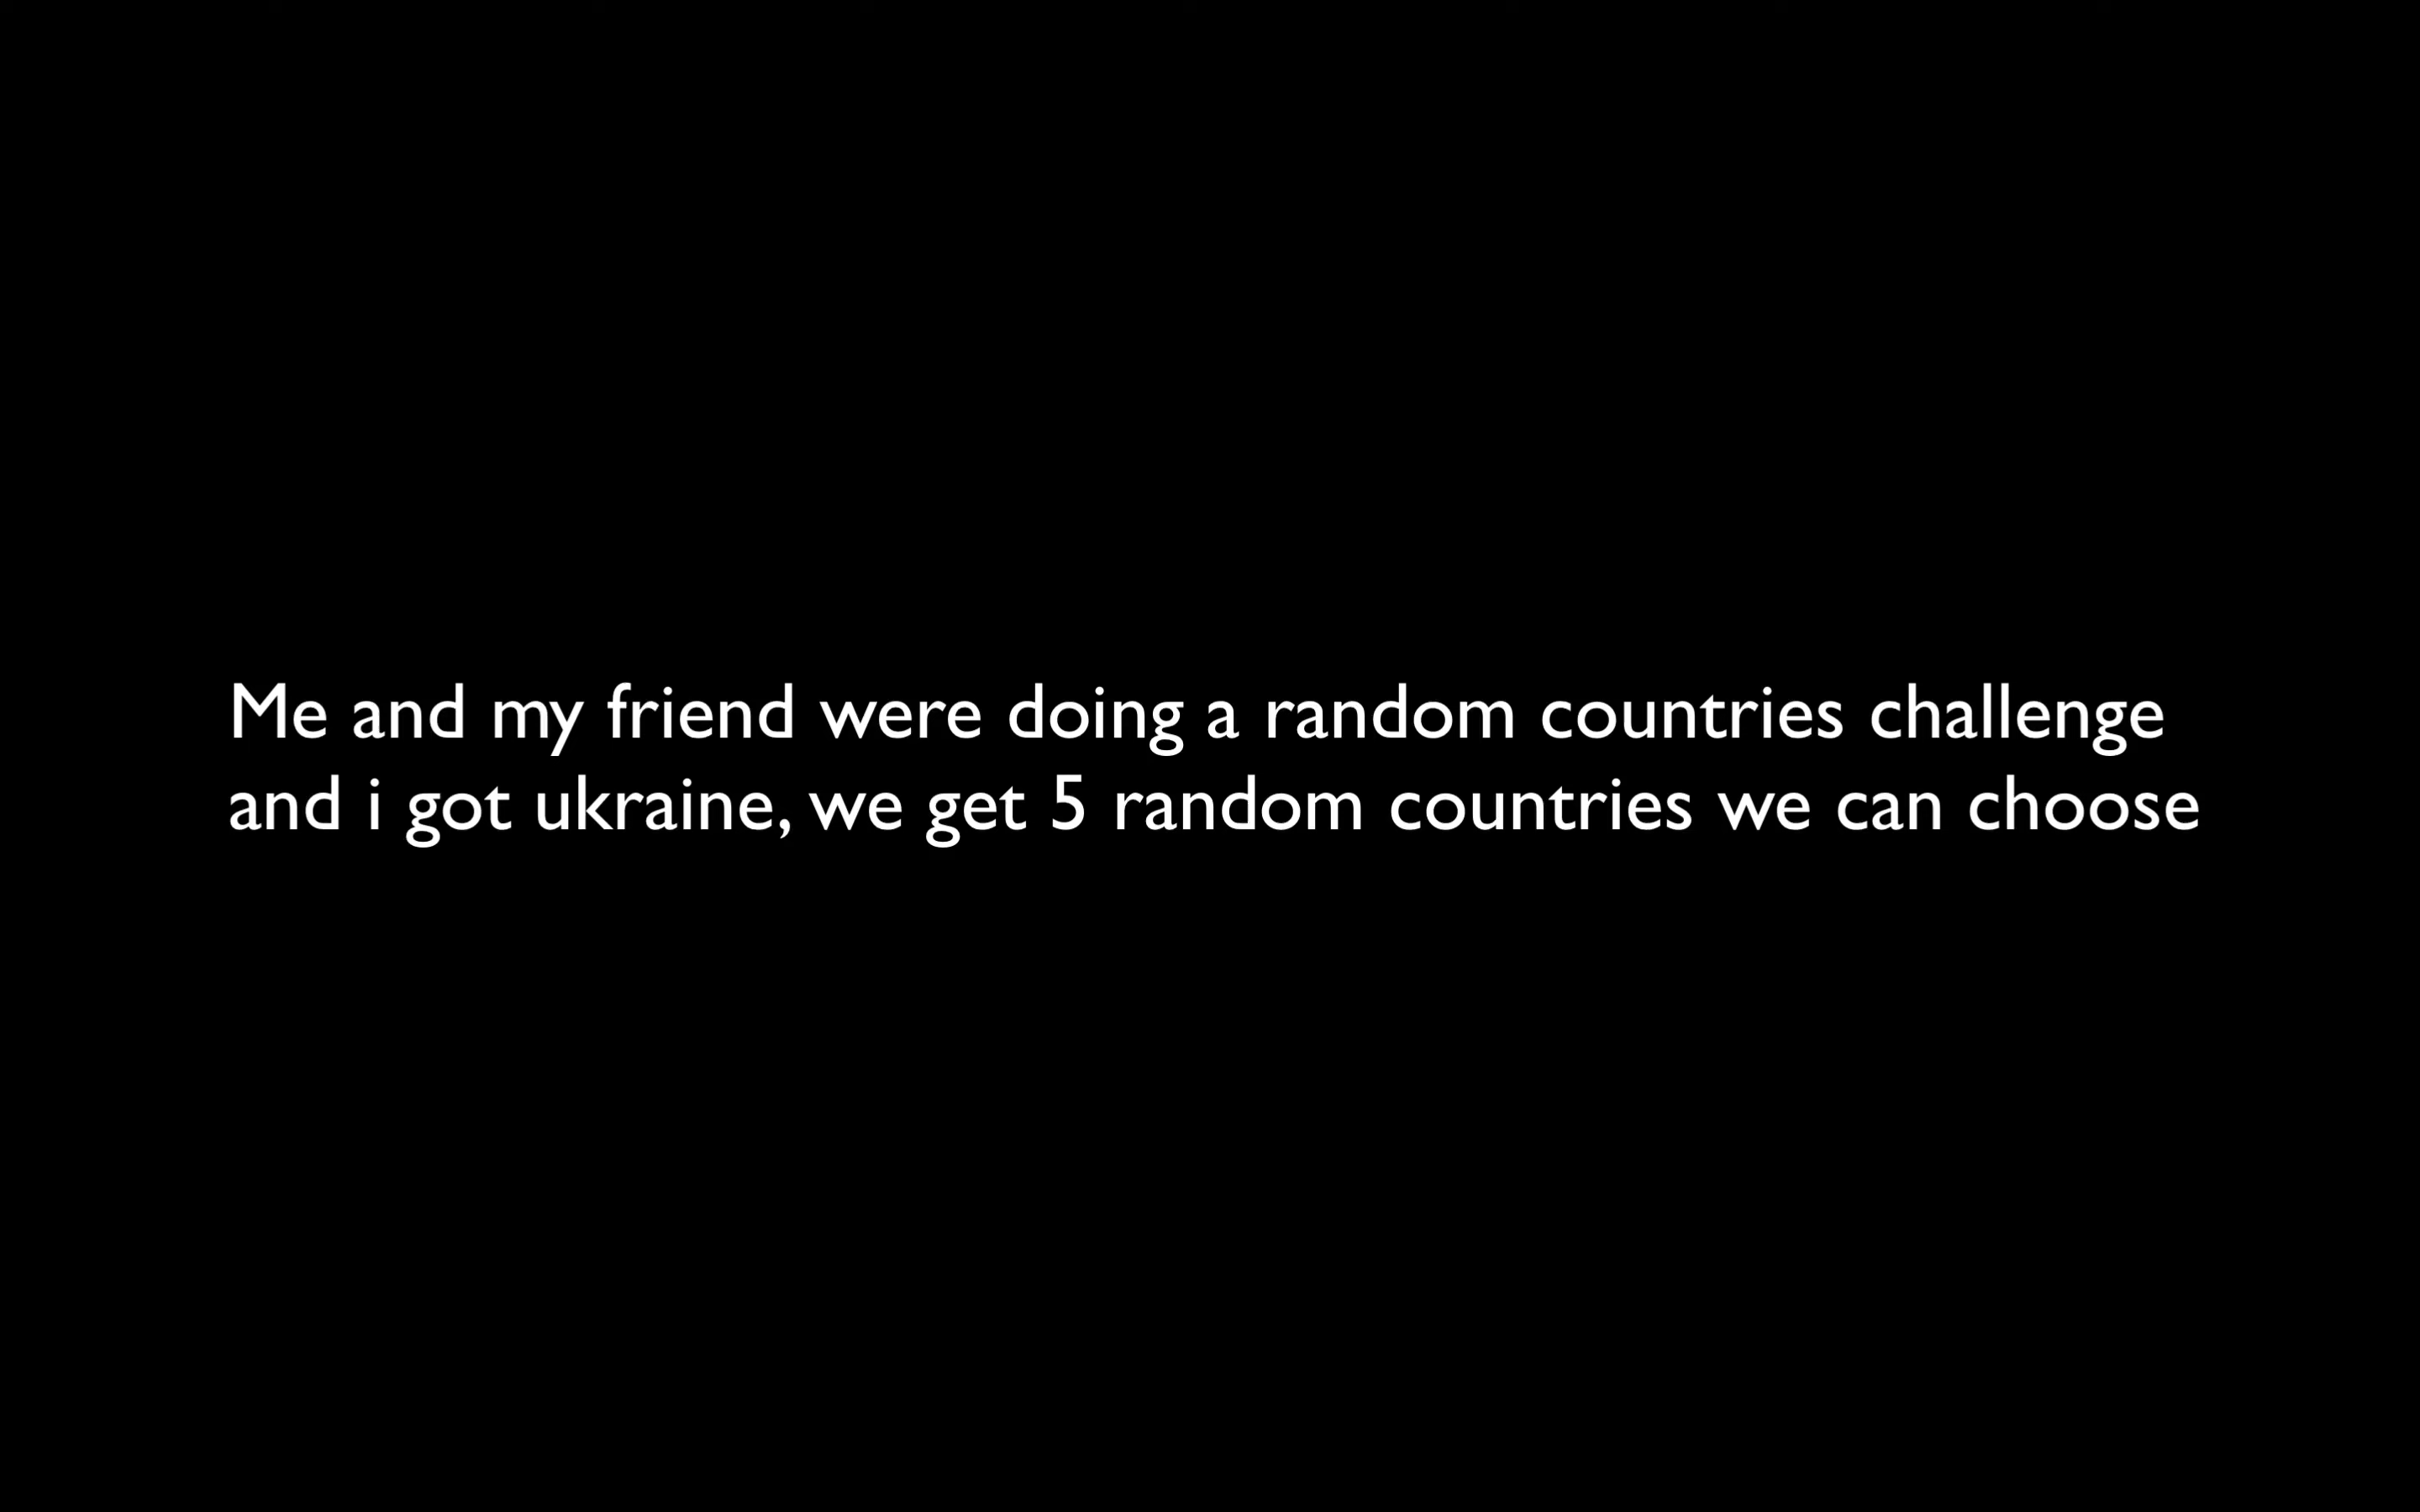 Me and my friend were doing a random countries challenge
and i got ukraine, we get 5 random countries we can choose